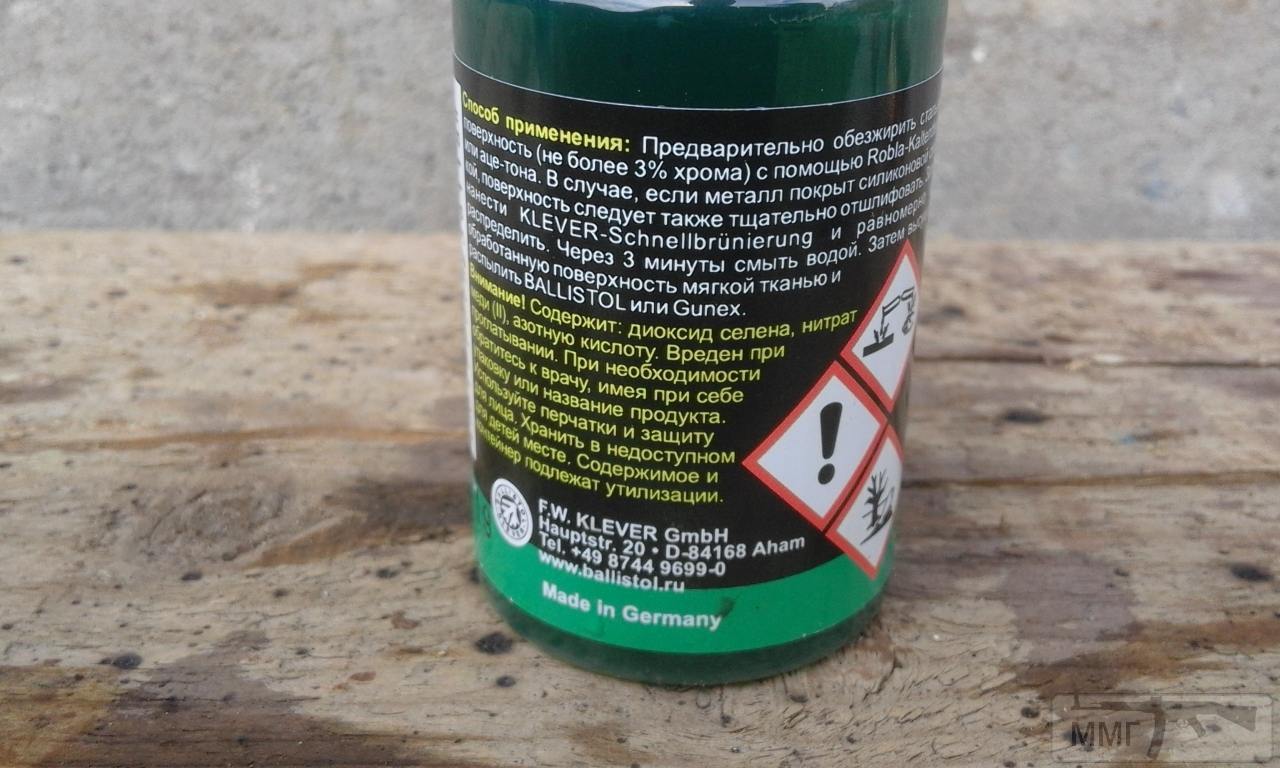 Способ применения: Предварительно обезжирить
поверхность (не более 3% хрома) с помощью
или аце-тона. В случае, если металл покрыт силиконовой
кой, поверхность следует также тщательно отшлифовать.
нанести KLEVER-Schnellbrünierung и равномерно
распределить. Через 3 минуты смыть водой. Затем
обработанную поверхность мягкой тканью и
распылить BALLISTOL или Gunex.
Внимание! Содержит: диоксид селена, нитрат
меди (II), азотную кислоту. Вреден при
проглатывании. При необходимости
обратитесь к врачу, имея при себе
упаковку или название продукта.
Используйте перчатки и защиту
для лица. Хранить в недоступном
для детей месте. Содержимое и
контейнер подлежат утилизации.
F.W. KLEVER GmbH
Hauptstr. 20 • D-84168 Aham
Tel. +49 8744 9699-0
www.ballistol.ru
Made in Germany
ММГ